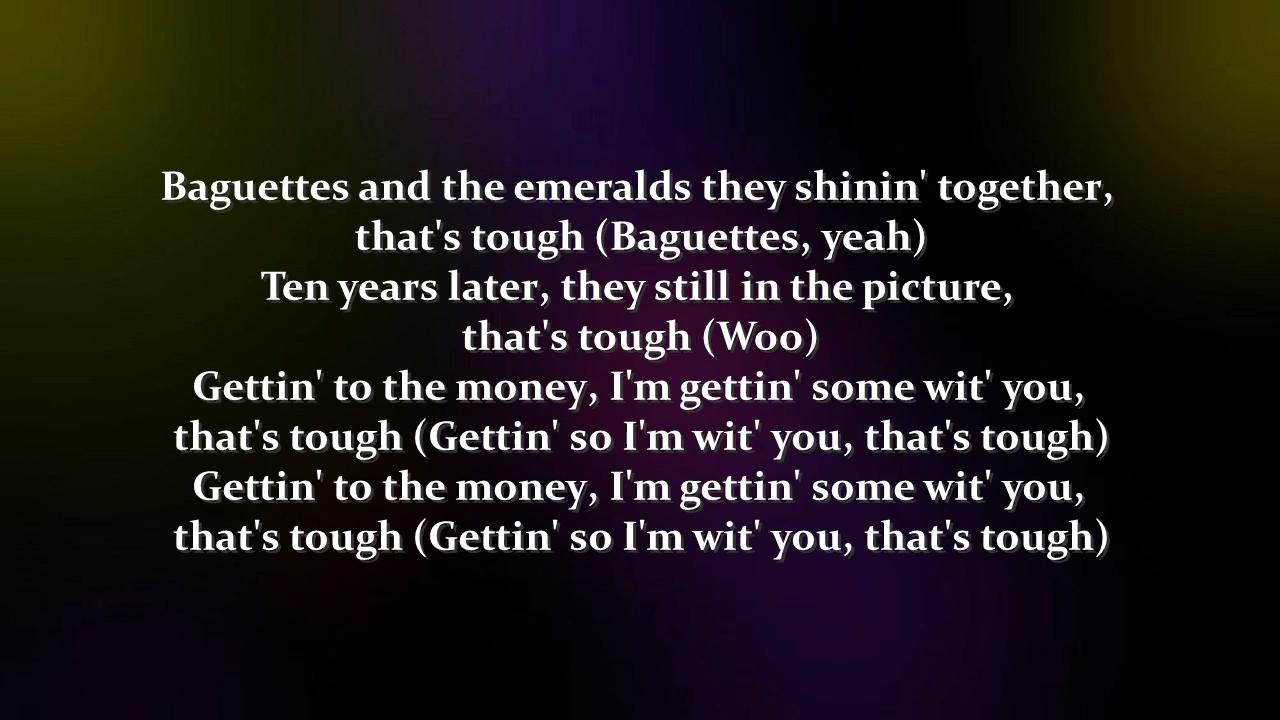 Baguettes and the emeralds they shinin' together,
that's tough (Baguettes, yeah)
Ten years later, they still in the picture,
that's tough (Woo)
Gettin' to the money, I'm gettin' some wit' you,
that's tough (Gettin' so I'm wit' you, that's tough)
Gettin' to the money, I'm gettin' some wit' you,
that's tough (Gettin' so I'm wit' you, that's tough)